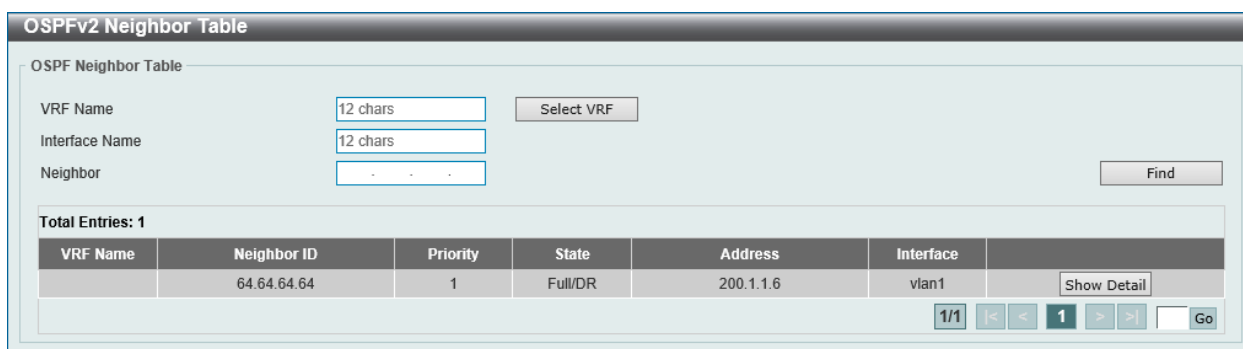 OSPFv2 Neighbor Table
OSPF Neighbor Table
VRF Name 12 chars Select VRF
Interface Name 12 chars
Neighbor . . . Find
Total Entries: 1
VRF Name Neighbor ID Priority State Address Interface
64.64.64.64 1 Full/DR 200.1.1.6 vlan1 Show Detail
1/1 |< < 1 > >| Go